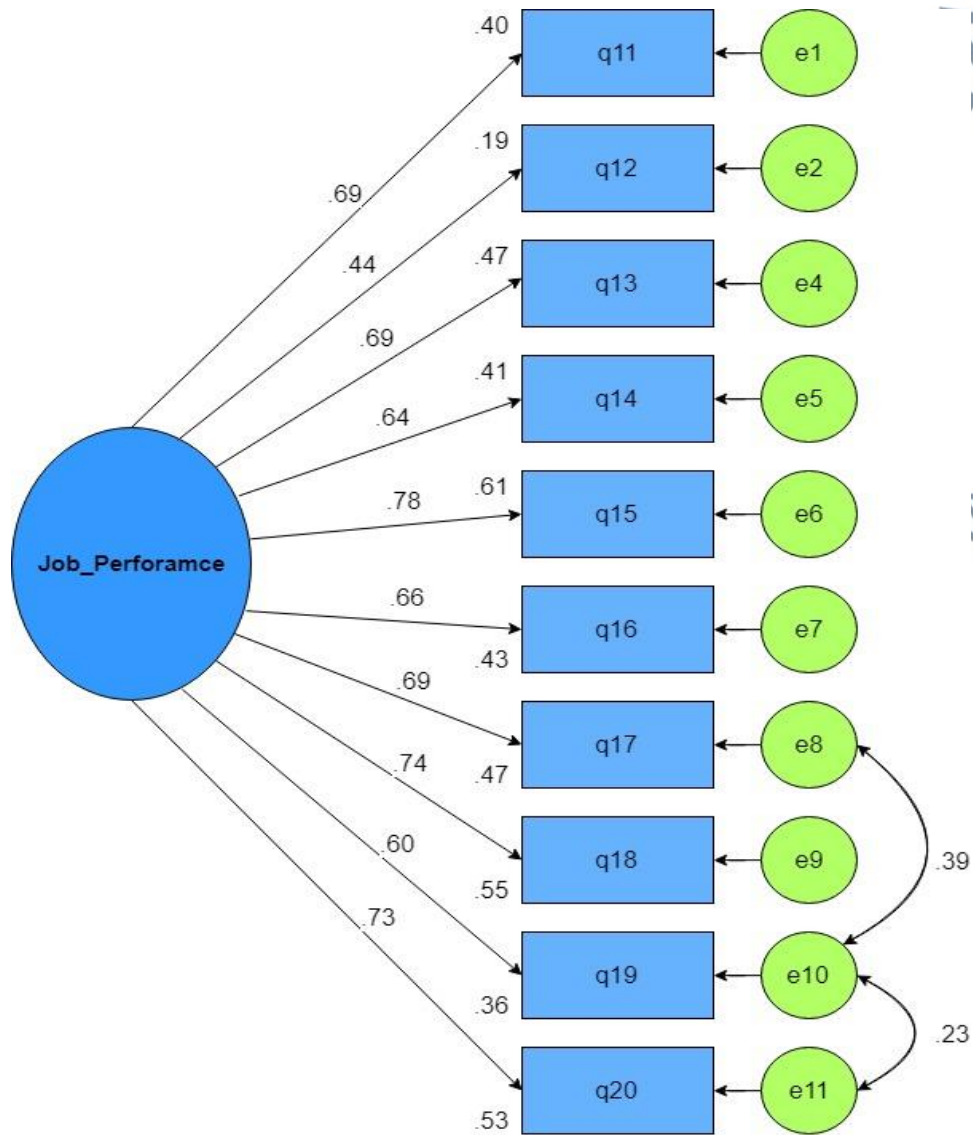 .40
q11
e1
.69
.19
q12
e2
.44
.47
q13
e4
.69
.41
q14
e5
.64
.61
q15
e6
.78
Job_Perforamce
.66
q16
e7
.43
.69
q17
e8
.47
.74
q18
e9
.39
.60
.55
.73
q19
e10
.36
.23
q20
e11
.53